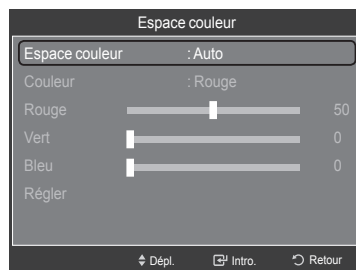 Espace couleur
Espace couleur : Auto
Couleur : Rouge
Rouge 50
Vert 0
Bleu 0
Régler
Dépl. Intro. Retour